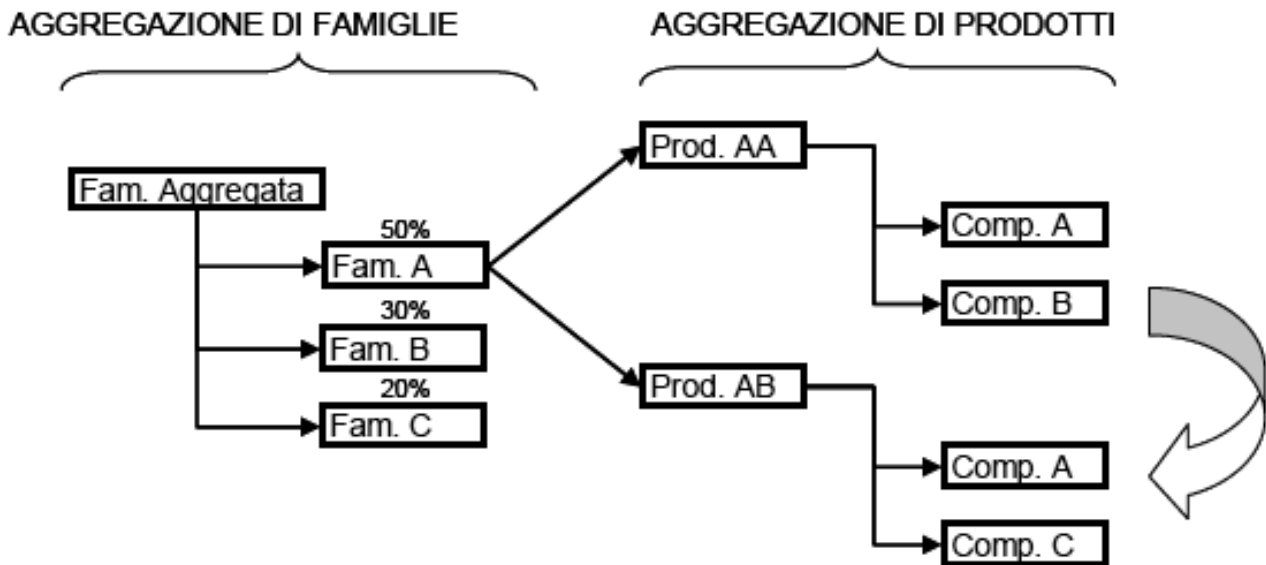 AGGREGAZIONE DI FAMIGLIE
AGGREGAZIONE DI PRODOTTI
Fam. Aggregata
50%
Fam. A
30%
Fam. B
20%
Fam. C
Prod. AA
Comp. A
Comp. B
Prod. AB
Comp. A
Comp. C